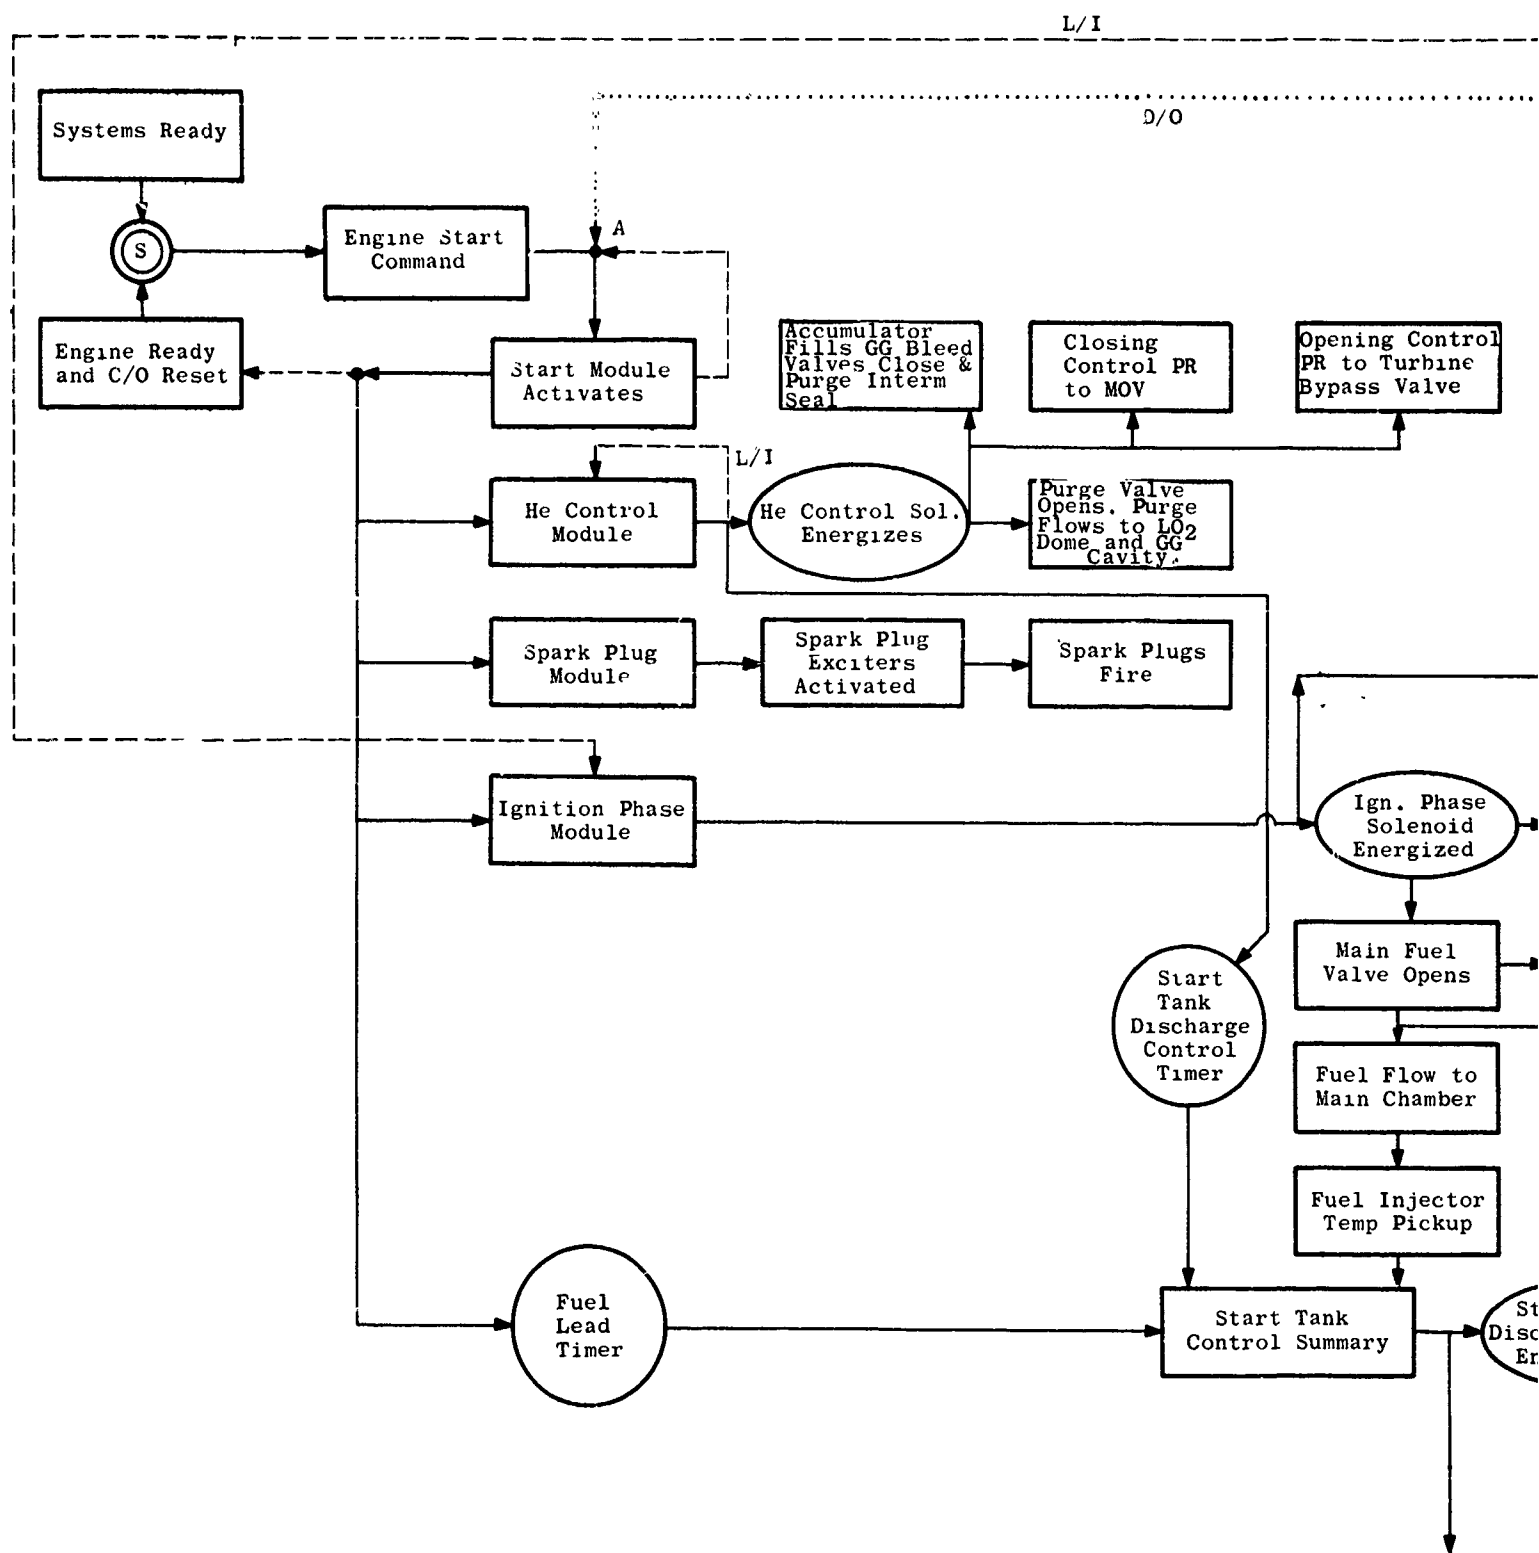 L/I
D/O
Systems Ready
S
Engine Start
Command
A
Engine Ready
and C/O Reset
Start Module
Activates
Accumulator
Fills GG Bleed
Valves Close &
Purge Interm
Seal
Closing
Control PR
to MOV
Opening Control
PR to Turbine
Bypass Valve
L/I
He Control
Module
He Control Sol.
Energizes
Purge Valve
Opens. Purge
Flows to LO2
Dome and GG
Cavity.
Spark Plug
Module
Spark Plug
Exciters
Activated
Spark Plugs
Fire
Ignition Phase
Module
Ign. Phase
Solenoid
Energized
Main Fuel
Valve Opens
Start
Tank
Discharge
Control
Timer
Fuel Flow to
Main Chamber
Fuel Injector
Temp Pickup
Fuel
Lead
Timer
Start Tank
Control Summary
St
Disc
En